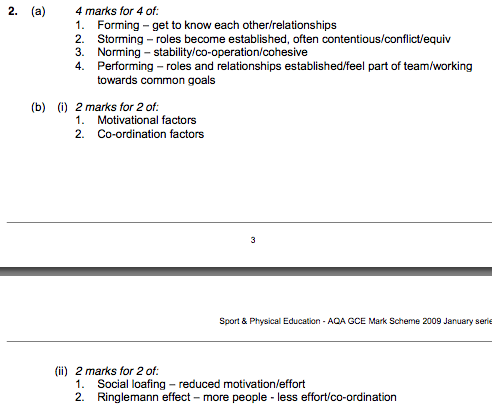 2. (a) 4 marks for 4 of:
1. Forming – get to know each other/relationships
2. Storming – roles become established, often contentious/conflict/equiv
3. Norming – stability/co-operation/cohesive
4. Performing – roles and relationships established/feel part of team/working
towards common goals
(b) (i) 2 marks for 2 of:
1. Motivational factors
2. Co-ordination factors
3
Sport & Physical Education - AQA GCE Mark Scheme 2009 January serie
(ii) 2 marks for 2 of:
1. Social loafing – reduced motivation/effort
2. Ringlemann effect – more people - less effort/co-ordination